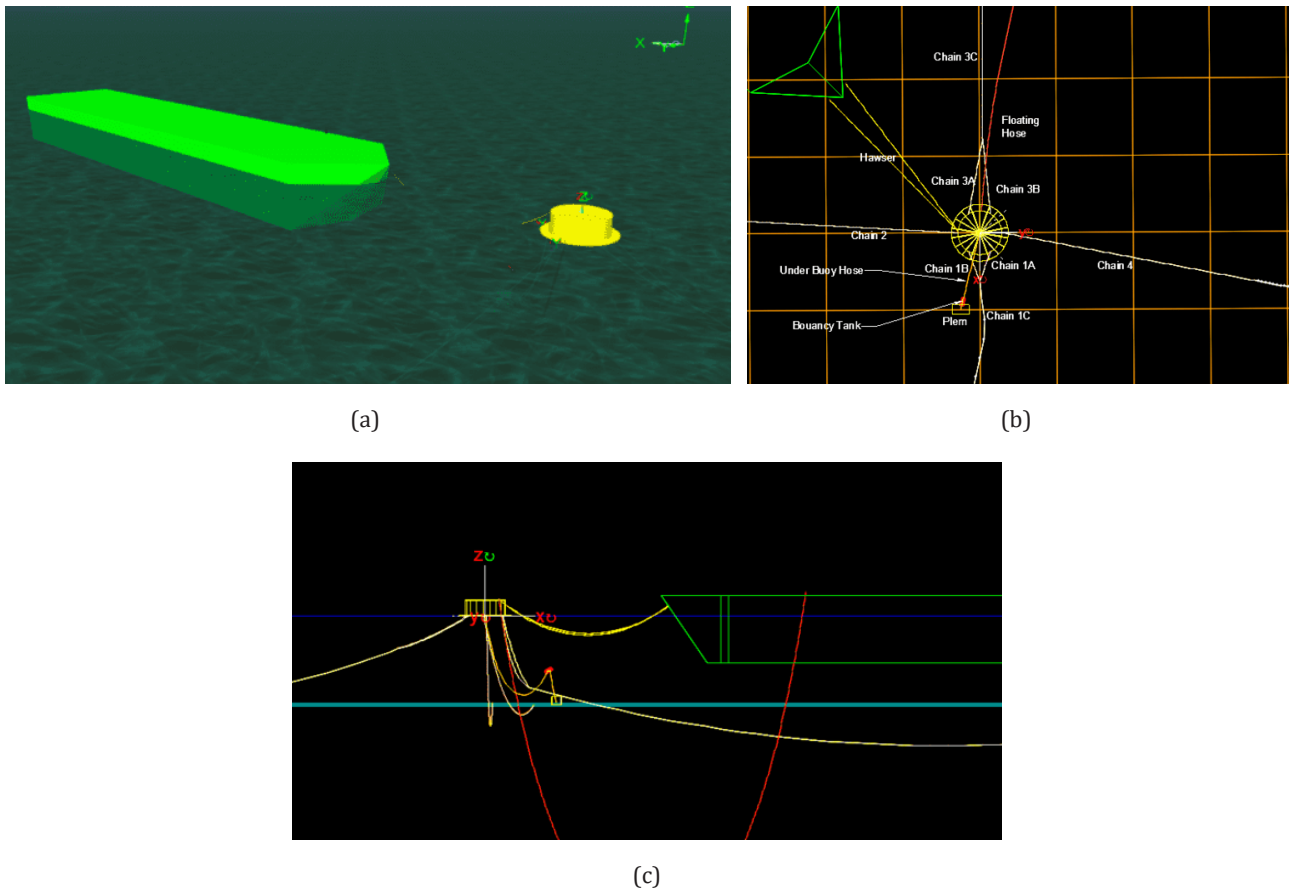 Z
X
Y
Z
(a)
Chain 3C
Floating
Hose
Hawser
Chain 3A
Chain 3B
Chain 2
Y
Under Buoy Hose
Chain 1B
Chain 1A
Chain 4
X
Bouancy Tank
Plem
Chain 1C
(b)
Z
y
X
(c)